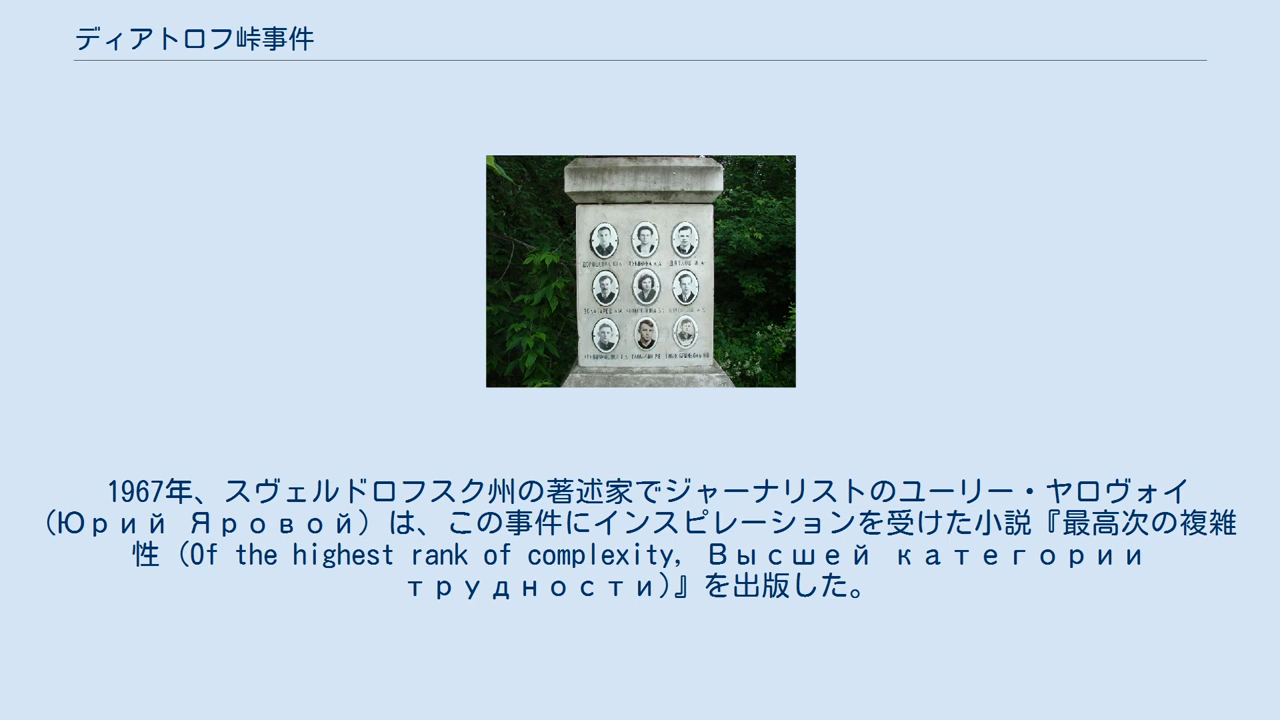 ディアトロフ峠事件
1967年、スヴェルドロフスク州の著述家でジャーナリストのユーリー・ヤロヴォイ
(Юрий Яровой) は、この事件にインスピレーションを受けた小説『最高次の複雑
性 (Of the highest rank of complexity, Высшей категории
трудности)』を出版した。